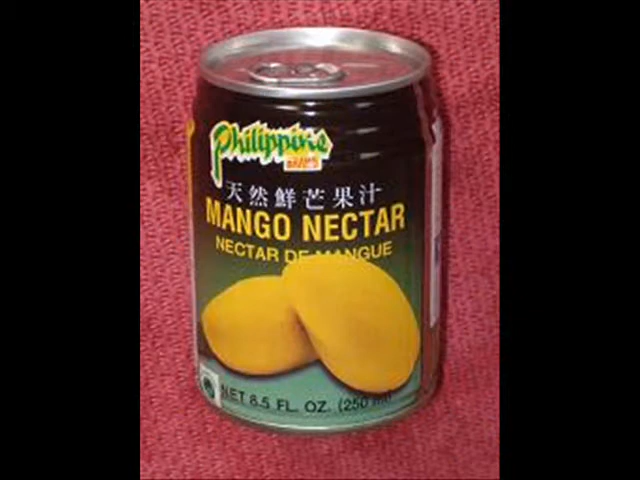 Philippine
BRAND
天然鮮芒果汁
MANGO NECTAR
NECTAR DE MANGUE
NET 8.5 FL. OZ. (250 ml)